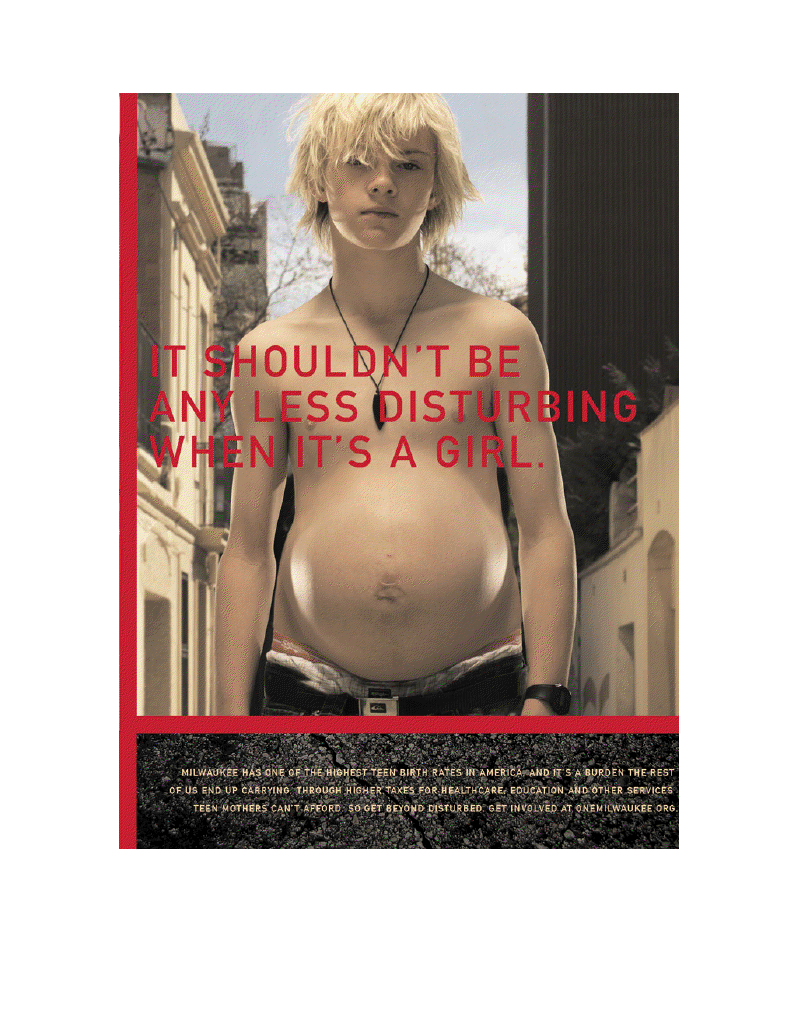 IT SHOULDN'T BE
ANY LESS DISTURBING
WHEN IT'S A GIRL.
MILWAUKEE HAS ONE OF THE HIGHEST TEEN BIRTH RATES IN AMERICA. AND IT'S A BURDEN THE REST
OF US END UP CARRYING. THROUGH HIGHER TAXES FOR HEALTHCARE, EDUCATION AND OTHER SERVICES
TEEN MOTHERS CAN'T AFFORD. SO GET BEYOND DISTURBED. GET INVOLVED AT ONEMILWAUKEE.ORG.